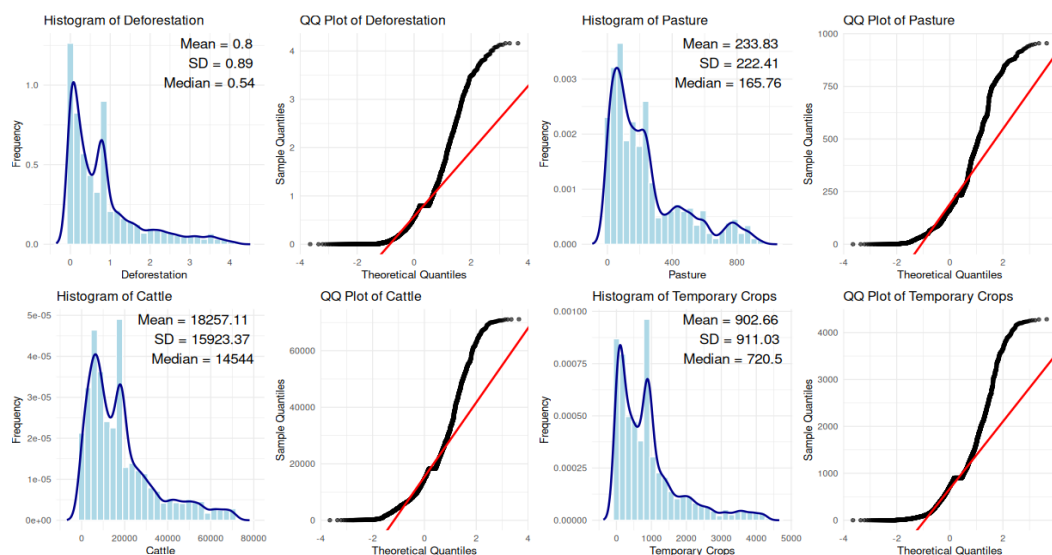 Histogram of Deforestation
Mean = 0.8
SD = 0.89
Median = 0.54
Frequency
1.0
0.5
0.0
0 1 2 3 4
Deforestation
QQ Plot of Deforestation
Sample Quantiles
4
3
2
1
0
-4 -2 0 2 4
Theoretical Quantiles
Histogram of Pasture
Mean = 233.83
SD = 222.41
Median = 165.76
Frequency
0.003
0.002
0.001
0.000
0 400 800
Pasture
QQ Plot of Pasture
Sample Quantiles
1000
750
500
250
0
-4 -2 0 2
Theoretical Quantiles
Histogram of Cattle
Mean = 18257.11
SD = 15923.37
Median = 14544
Frequency
5e-05
4e-05
3e-05
2e-05
1e-05
0e+00
0 20000 40000 60000 80000
Cattle
QQ Plot of Cattle
Sample Quantiles
60000
40000
20000
0
-4 -2 0 2 4
Theoretical Quantiles
Histogram of Temporary Crops
Mean = 902.66
SD = 911.03
Median = 720.5
Frequency
0.00100
0.00075
0.00050
0.00025
0.00000
0 1000 2000 3000 4000 5000
Temporary Crops
QQ Plot of Temporary Crops
Sample Quantiles
4000
3000
2000
1000
0
-4 -2 0 2
Theoretical Quantiles